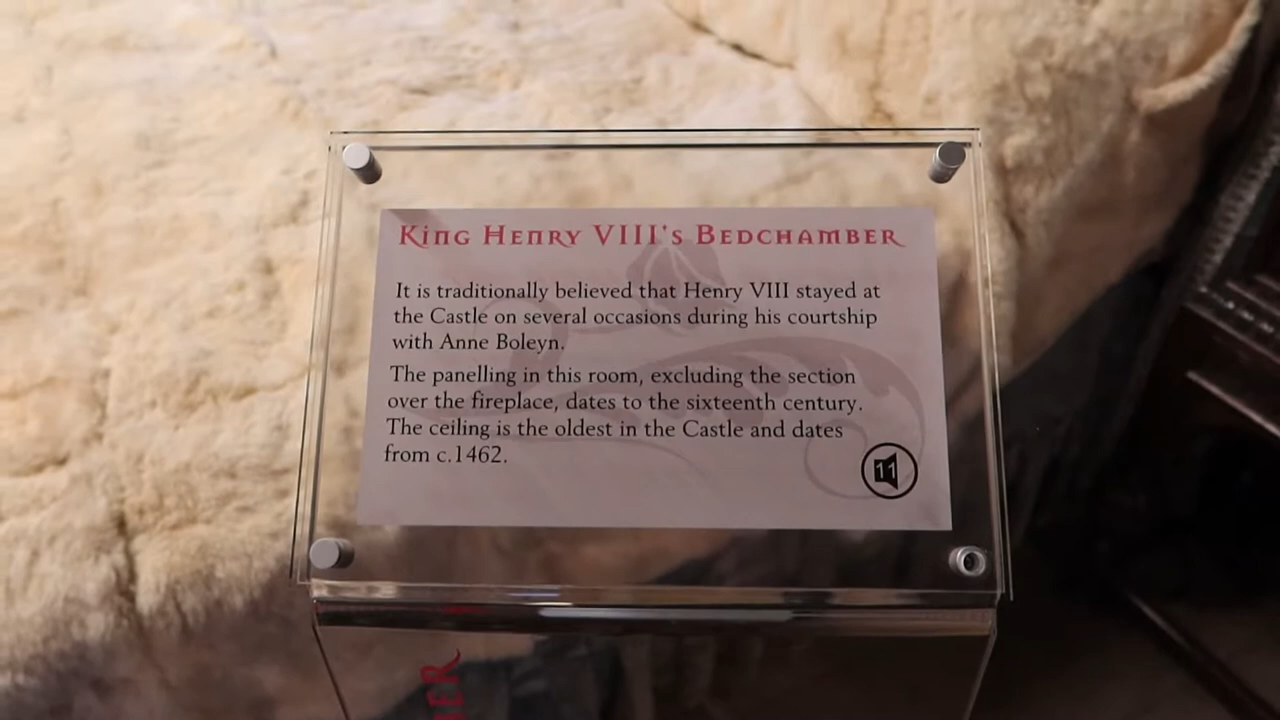 King Henry VIII's Bedchamber
It is traditionally believed that Henry VIII stayed at
the Castle on several occasions during his courtship
with Anne Boleyn.
The panelling in this room, excluding the section
over the fireplace, dates to the sixteenth century.
The ceiling is the oldest in the Castle and dates
from c.1462.
11